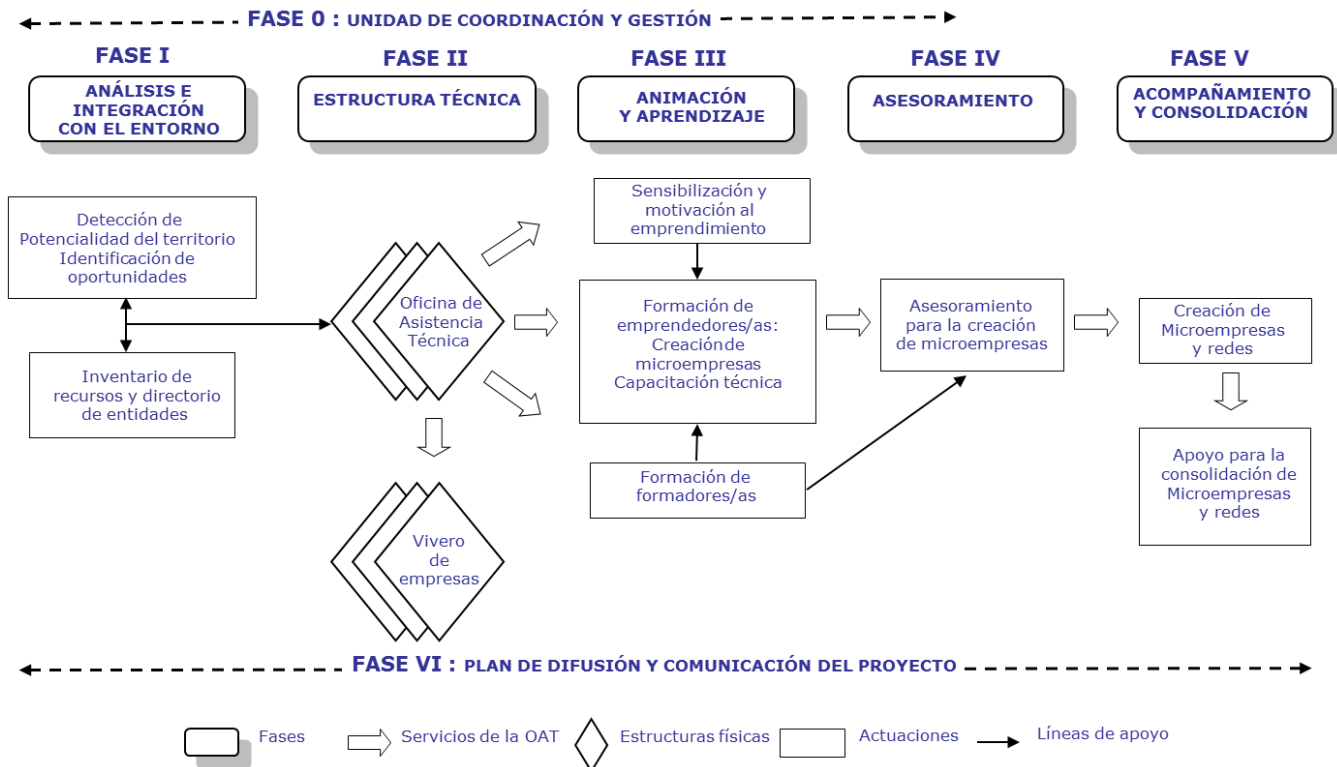 FASE 0 : UNIDAD DE COORDINACIÓN Y GESTIÓN
FASE I
FASE II
FASE III
FASE IV
FASE V
ANÁLISIS E
INTEGRACIÓN
CON EL ENTORNO
ESTRUCTURA TÉCNICA
ANIMACIÓN
Y APRENDIZAJE
ASESORAMIENTO
ACOMPAÑAMIENTO
Y CONSOLIDACIÓN
Detección de
Potencialidad del territorio
Identificación de
oportunidades
Inventario de
recursos y directorio
de entidades
Oficina de
Asistencia
Técnica
Vivero
de
empresas
Sensibilización y
motivación al
emprendimiento
Formación de
emprendedores/as:
Creaciónde
microempresas
Capacitación técnica
Formación de
formadores/as
Asesoramiento
para la creación
de microempresas
Creación de
Microempresas
y redes
Apoyo para la
consolidación de
Microempresas
y redes
FASE VI : PLAN DE DIFUSIÓN Y COMUNICACIÓN DEL PROYECTO
Fases
Servicios de la OAT
Estructuras físicas
Actuaciones
Líneas de apoyo